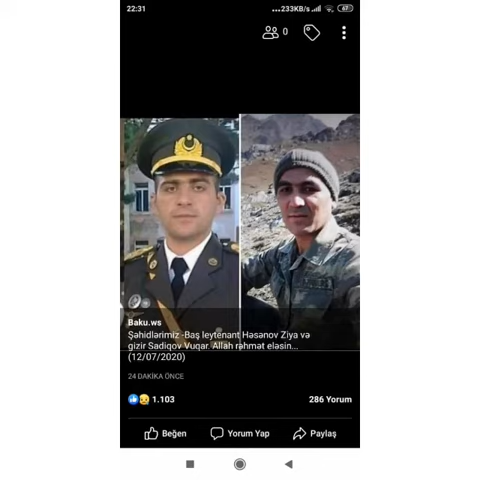 22:31
...233KB/s
67
0
Baku.ws
Şəhidlərimiz -Baş leytenant Həsənov Ziya və
gizir Sadiqov Vuqar. Allah rəhmət eləsin...
(12/07/2020)
24 DAKİKA ÖNCE
1.103
286 Yorum
Beğen
Yorum Yap
Paylaş